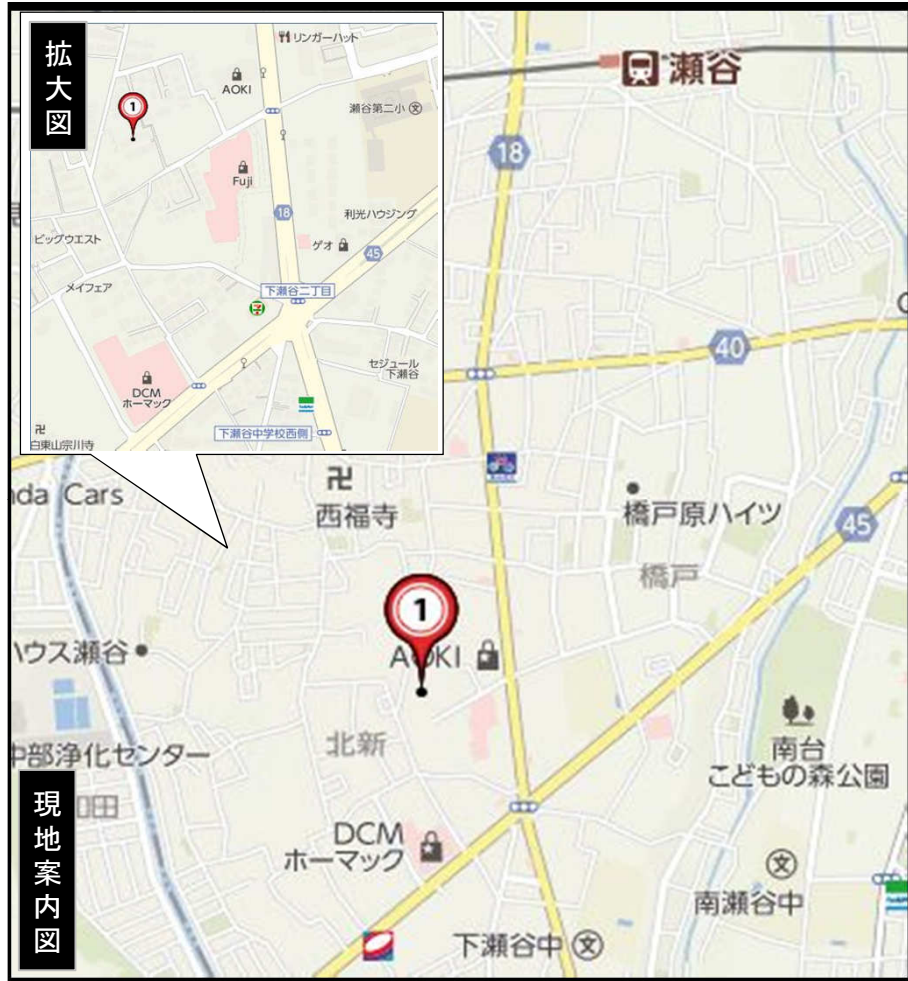 拡大図
リンガーハット
AOKI
瀬谷第二小
文
1
Fuji
18
利光ハウジング
ビッグウエスト
ゲオ
45
メイフェア
下瀬谷二丁目
セジュール
下瀬谷
DCM
ホーマック
下瀬谷中学校西側
白東山宗川寺
瀬谷
18
40
nda Cars
西福寺
橋戸原ハイツ
45
橋戸
1
AOKI
ハウス瀬谷
北新
中部浄化センター
南台
こどもの森公園
現地案内図
DCM
ホーマック
文
南瀬谷中
下瀬谷中
文